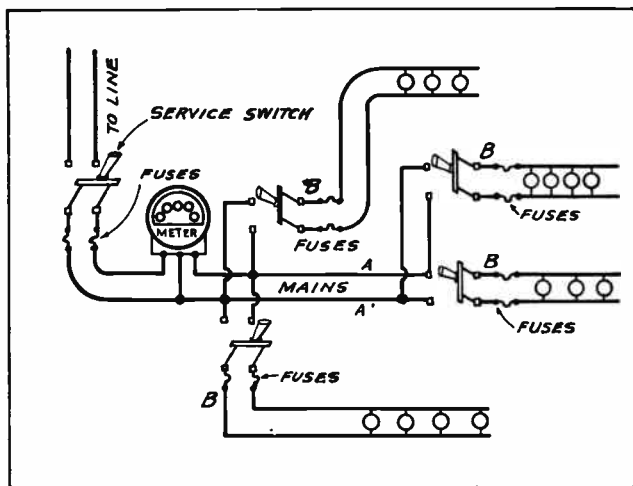 TO LINE
SERVICE SWITCH
FUSES
METER
B
FUSES
B
FUSES
A
MAINS
A'
B
FUSES
FUSES
B